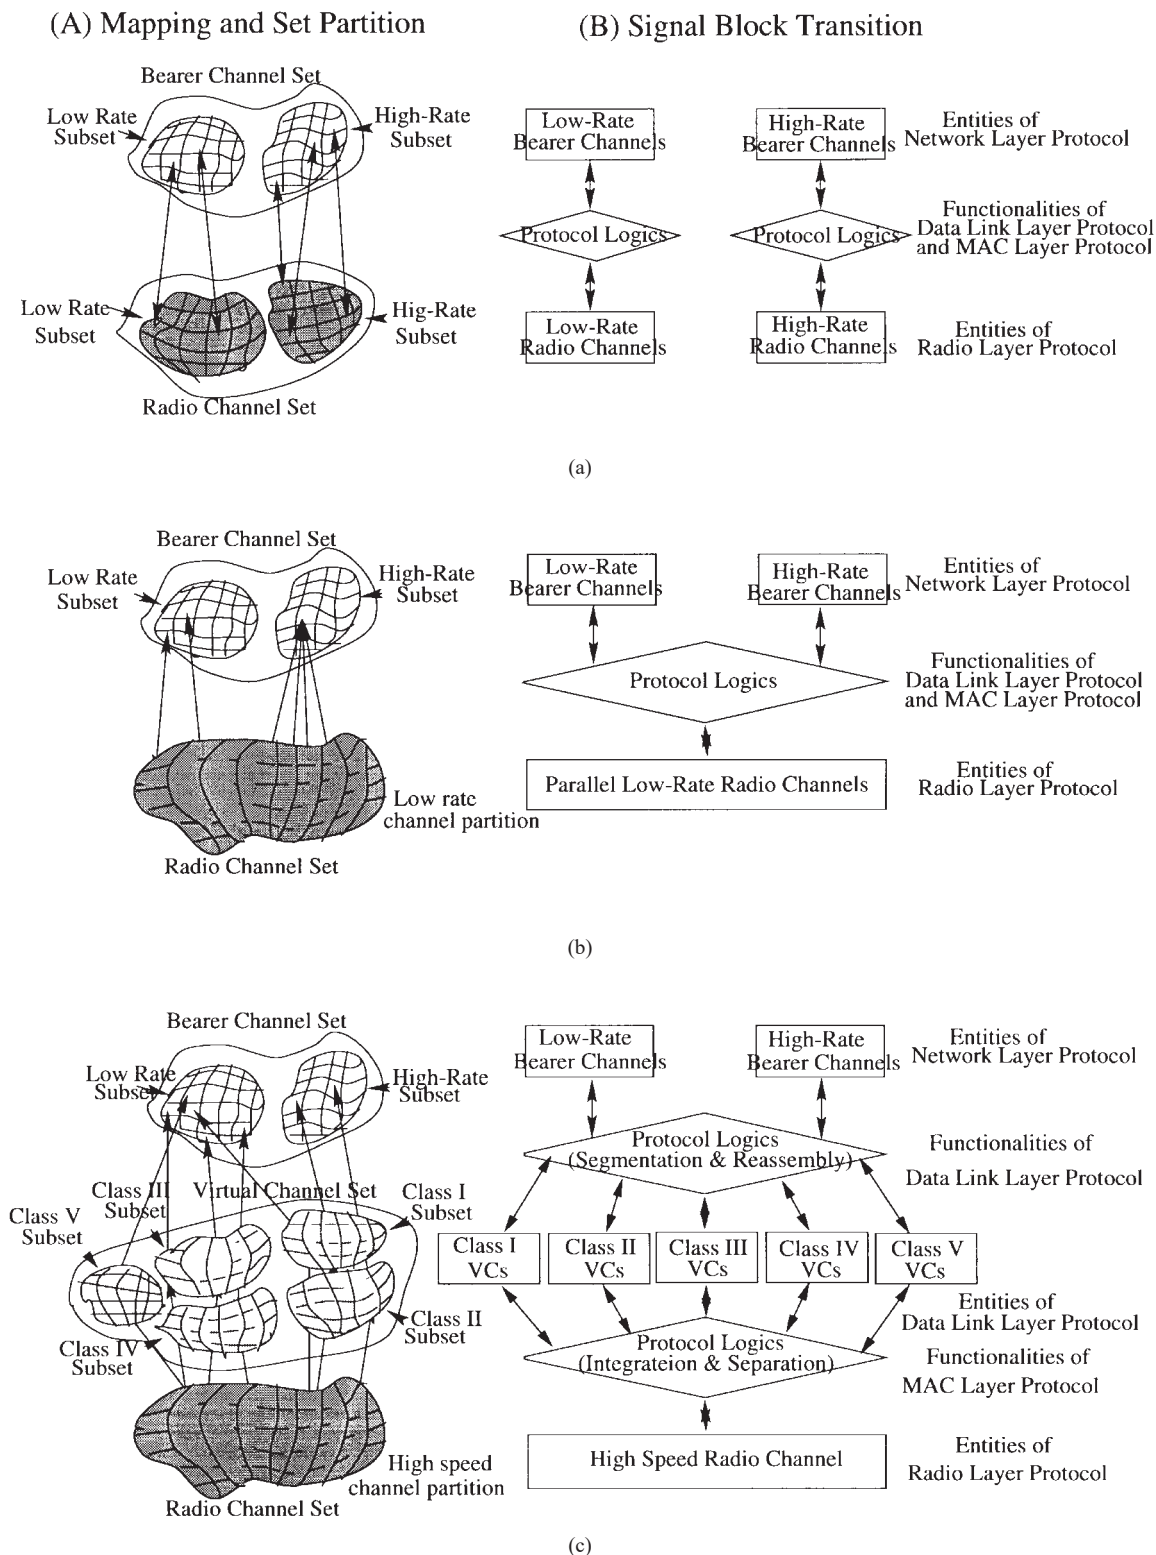 (A) Mapping and Set Partition
(B) Signal Block Transition
Bearer Channel Set
Low Rate
Subset
High-Rate
Subset
Low Rate
Subset
Hig-Rate
Subset
Radio Channel Set
Low-Rate
Bearer Channels
High-Rate
Bearer Channels
Entities of
Network Layer Protocol
Protocol Logics
Protocol Logics
Functionalities of
Data Link Layer Protocol
and MAC Layer Protocol
Low-Rate
Radio Channels
High-Rate
Radio Channels
Entities of
Radio Layer Protocol
(a)
Bearer Channel Set
Low Rate
Subset
High-Rate
Subset
Low rate
channel partition
Radio Channel Set
Low-Rate
Bearer Channels
High-Rate
Bearer Channels
Entities of
Network Layer Protocol
Protocol Logics
Functionalities of
Data Link Layer Protocol
and MAC Layer Protocol
Parallel Low-Rate Radio Channels
Entities of
Radio Layer Protocol
(b)
Bearer Channel Set
Low Rate
Subset
High-Rate
Subset
Class III
Subset
Virtual Channel Set
Class I
Subset
Class V
Subset
Class IV
Subset
Class II
Subset
High speed
channel partition
Radio Channel Set
Low-Rate
Bearer Channels
High-Rate
Bearer Channels
Entities of
Network Layer Protocol
Protocol Logics
(Segmentation & Reassembly)
Functionalities of
Data Link Layer Protocol
Class I
VCs
Class II
VCs
Class III
VCs
Class IV
VCs
Class V
VCs
Entities of
Data Link Layer Protocol
Protocol Logics
(Integrateion & Separation)
Functionalities of
MAC Layer Protocol
High Speed Radio Channel
Entities of
Radio Layer Protocol
(c)